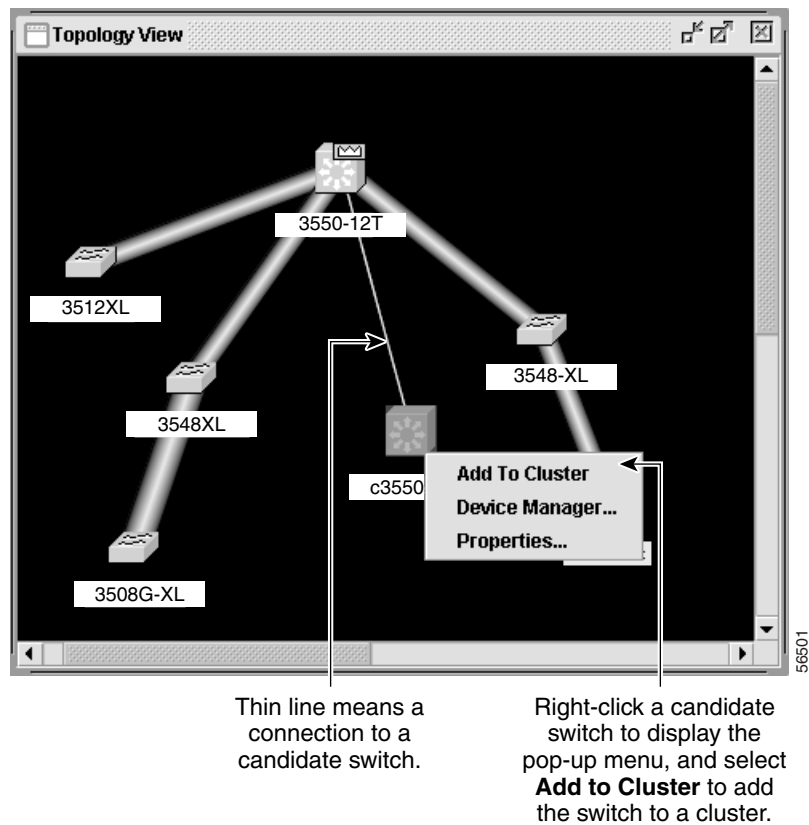 Topology View
3550-12T
3512XL
3548-XL
3548XL
c3550
Add To Cluster
Device Manager...
Properties...
3508G-XL
56501
Thin line means a
connection to a
candidate switch.
Right-click a candidate
switch to display the
pop-up menu, and select
Add to Cluster to add
the switch to a cluster.